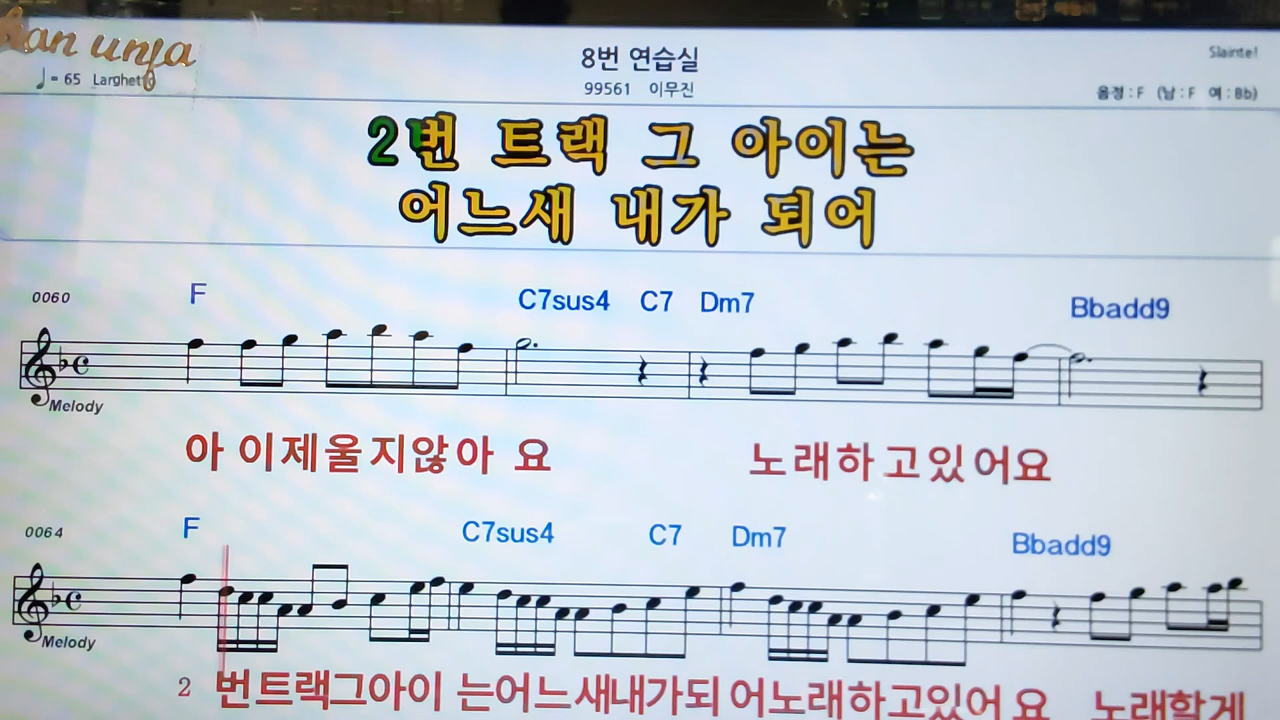 an unja
♩= 65 Larghetto
8번 연습실
99561 이무진
Slainte!
음정 : F (남 : F 여 : Bb)
2번 트랙 그 아이는
어느새 내가 되어
0060 F C7sus4 C7 Dm7 Bbadd9
Melody
아 이제울지않아 요 노래하고있어요
0064 F C7sus4 C7 Dm7 Bbadd9
Melody
2 번트랙그아이 는어느새내가되 어노래하고있어 요 노래할게